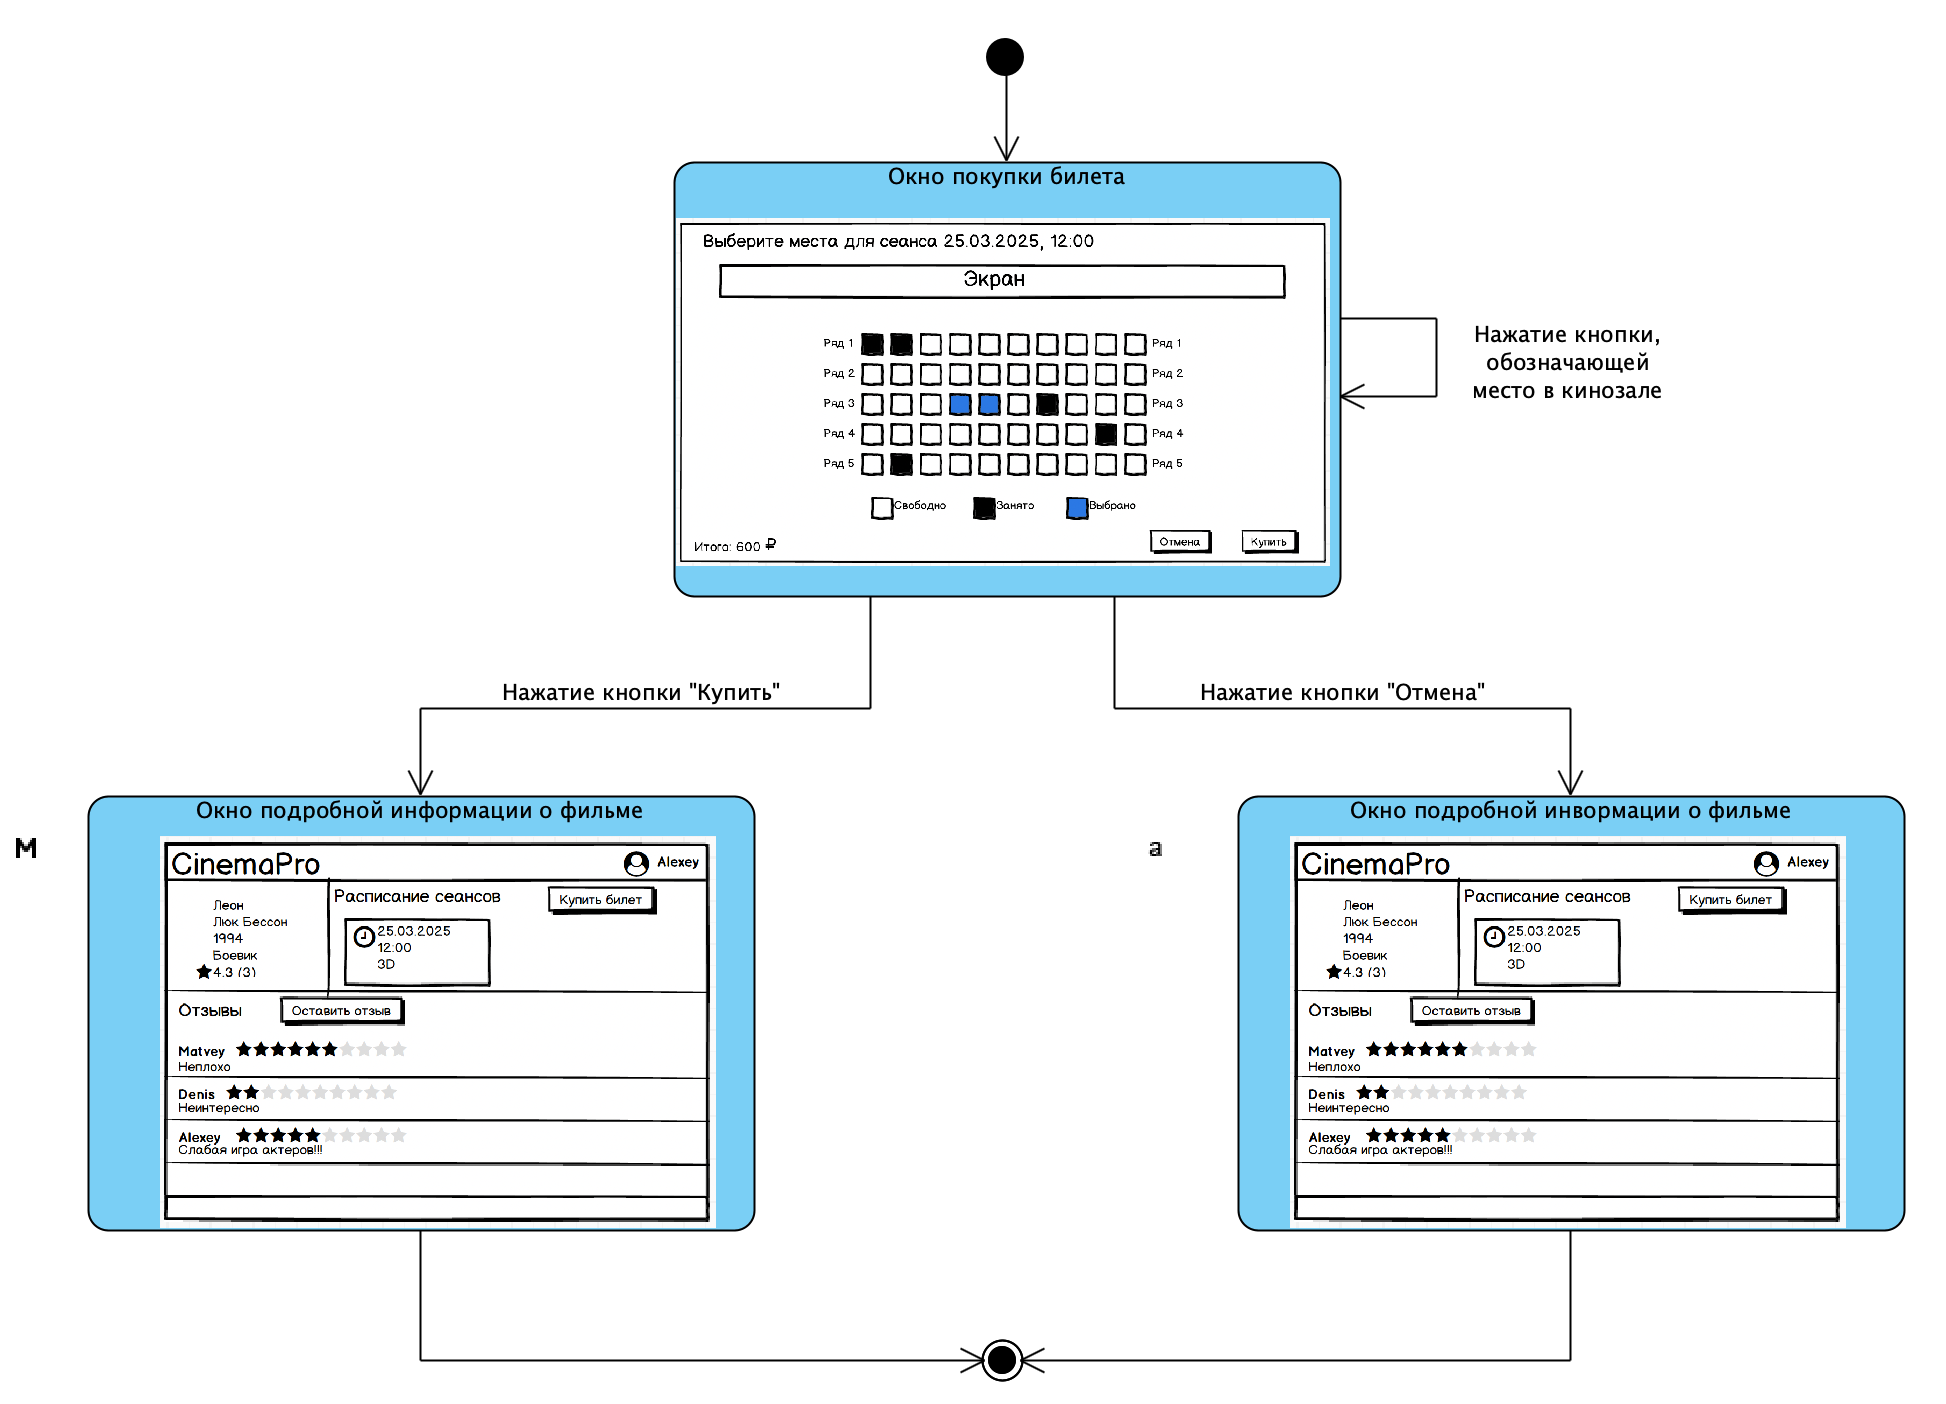 Окно покупки билета
Выберите места для сеанса 25.03.2025, 12:00
Экран
Ряд 1 Ряд 1
Ряд 2 Ряд 2
Ряд 3 Ряд 3
Ряд 4 Ряд 4
Ряд 5 Ряд 5
Свободно Занято Выбрано
Итого: 600 ₽ Отмена Купить
Нажатие кнопки,
обозначающей
место в кинозале
Нажатие кнопки "Купить"
Нажатие кнопки "Отмена"
м
Окно подробной информации о фильме
CinemaPro Alexey
Леон
Люк Бессон
1994
Боевик
4.3 (3)
Расписание сеансов Купить билет
25.03.2025
12:00
3D
Отзывы Оставить отзыв
Matvey
Неплохо
Denis
Неинтересно
Alexey
Слабая игра актеров!!!
а
Окно подробной инвормации о фильме
CinemaPro Alexey
Леон
Люк Бессон
1994
Боевик
4.3 (3)
Расписание сеансов Купить билет
25.03.2025
12:00
3D
Отзывы Оставить отзыв
Matvey
Неплохо
Denis
Неинтересно
Alexey
Слабая игра актеров!!!